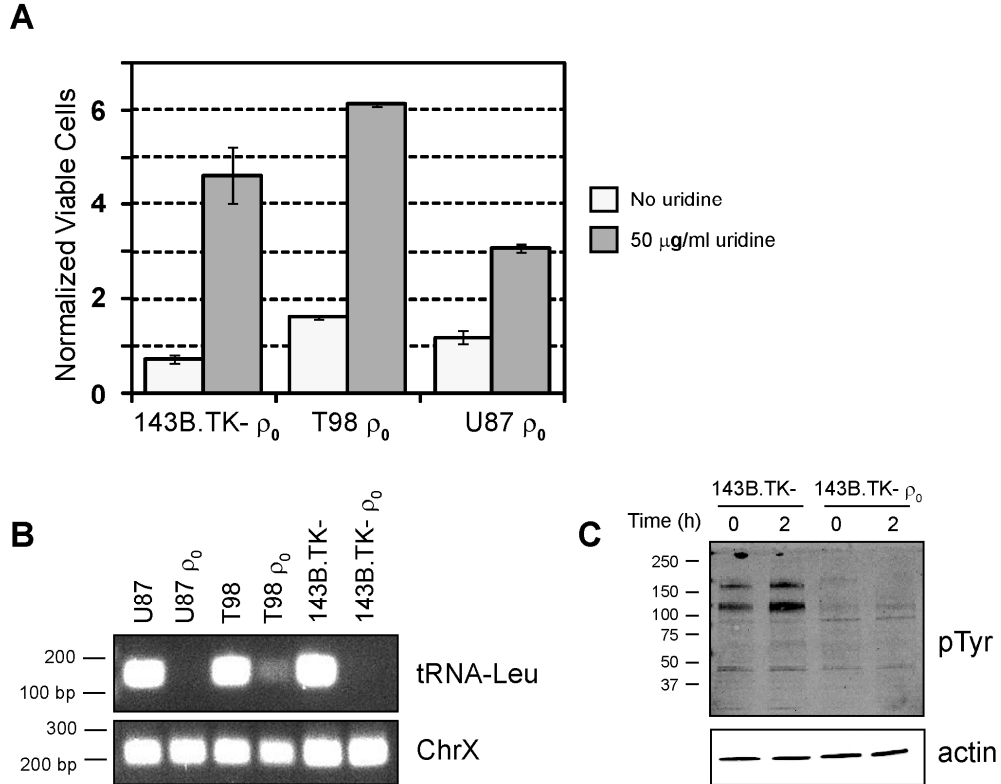 A
Normalized Viable Cells
6
4
2
0
143B.TK- ρ0
T98 ρ0
U87 ρ0
No uridine
50 μg/ml uridine
B
U87
U87 ρ0
T98
T98 ρ0
143B.TK-
143B.TK- ρ0
200
100 bp
tRNA-Leu
300
200 bp
ChrX
C
143B.TK-
143B.TK- ρ0
Time (h)
0
2
0
2
250
150
100
75
50
37
pTyr
actin